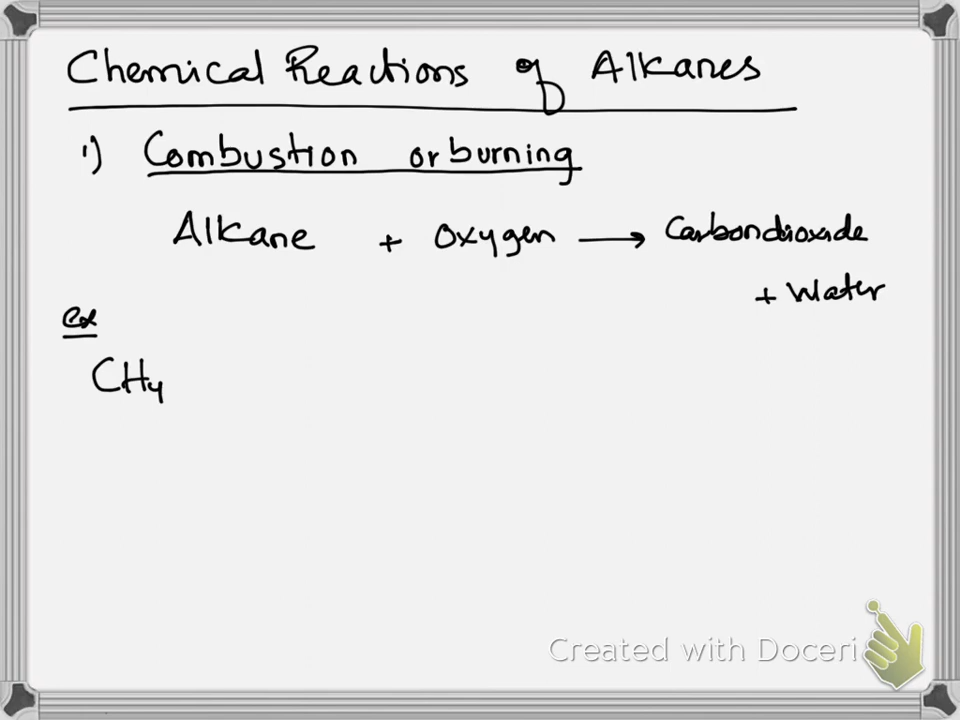 Chemical Reactions of Alkanes
1) Combustion or burning
Alkane + Oxygen → Carbondioxide
+ Water
ex
CH4
Created with Doceri